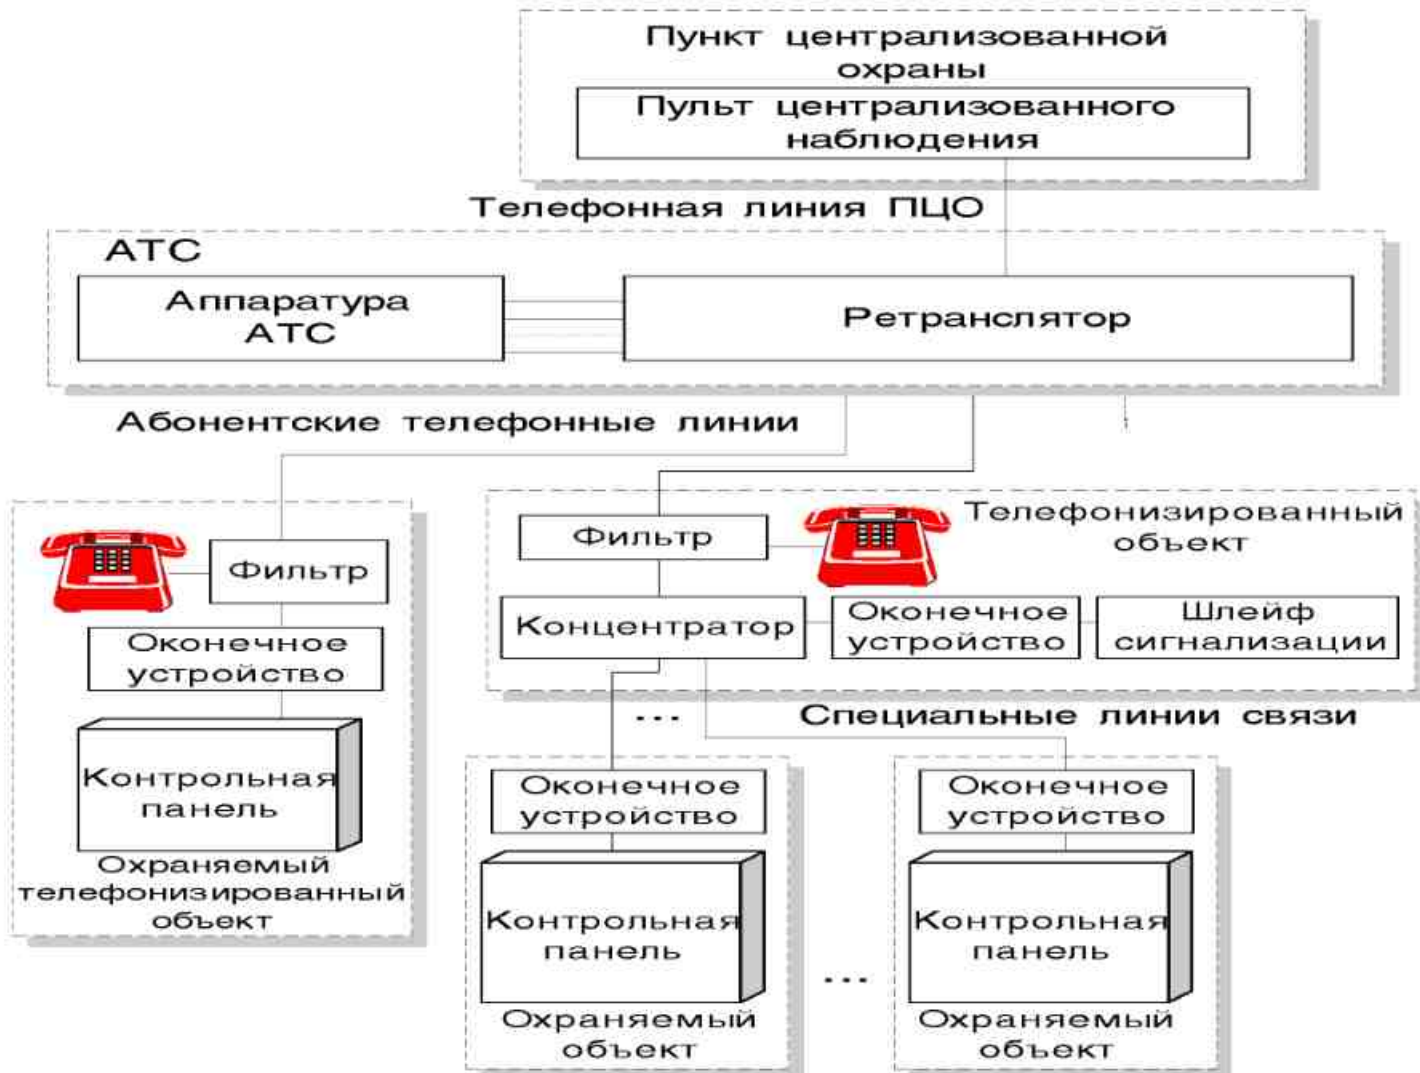 Пункт централизованной
охраны
Пульт централизованного
наблюдения
Телефонная линия ПЦО
АТС
Аппаратура
АТС
Ретранслятор
Абонентские телефонные линии
Фильтр
Оконечное
устройство
Контрольная
панель
Охраняемый
телефонизированный
объект
Телефонизированный
объект
Фильтр
Концентратор
Оконечное
устройство
Шлейф
сигнализации
...
Специальные линии связи
Оконечное
устройство
Контрольная
панель
Охраняемый
объект
...
Оконечное
устройство
Контрольная
панель
Охраняемый
объект